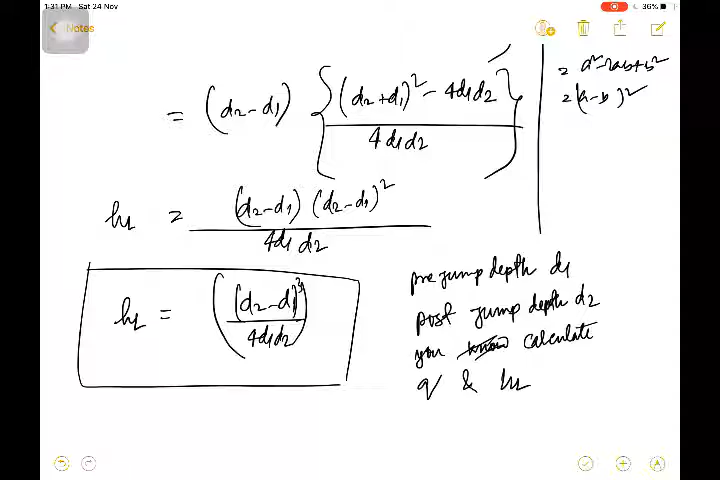 1:31 PM Sat 24 Nov
36%
Notes
= (d2-d1) {(d2+d1)² - 4d1d2} / 4d1d2
= a²-2ab+b²
= (a-b)²
hL = (d2-d1) (d2-d1)² / 4d1d2
hL = ((d2-d1)³ / 4d1d2)
pre jump depth d1
post jump depth d2
you know calculate
q & hL